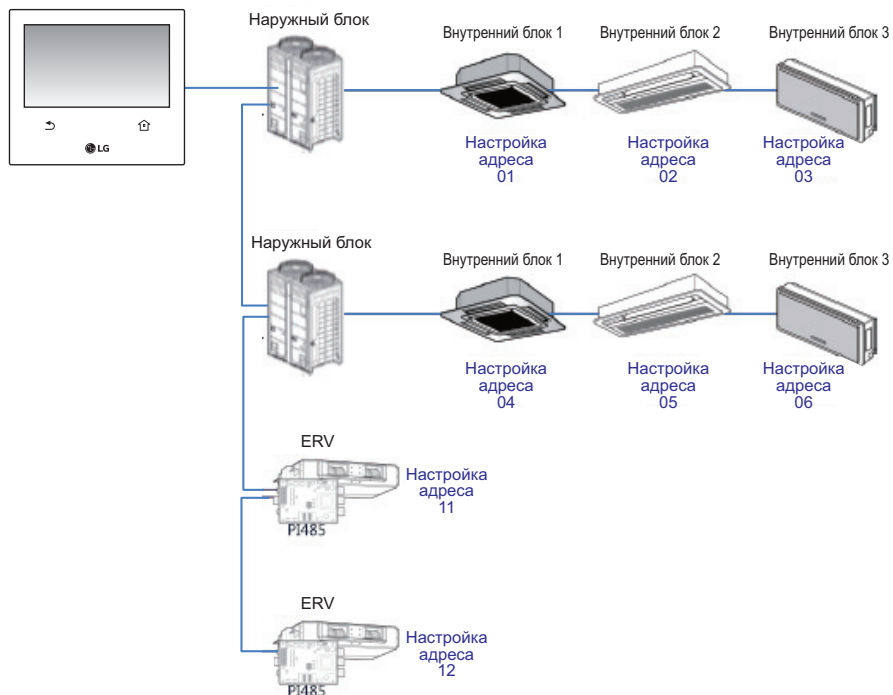 Наружный блок
Внутренний блок 1
Внутренний блок 2
Внутренний блок 3
LG
Настройка
адреса
01
Настройка
адреса
02
Настройка
адреса
03
Наружный блок
Внутренний блок 1
Внутренний блок 2
Внутренний блок 3
Настройка
адреса
04
Настройка
адреса
05
Настройка
адреса
06
ERV
Настройка
адреса
11
PI485
ERV
Настройка
адреса
12
PI485